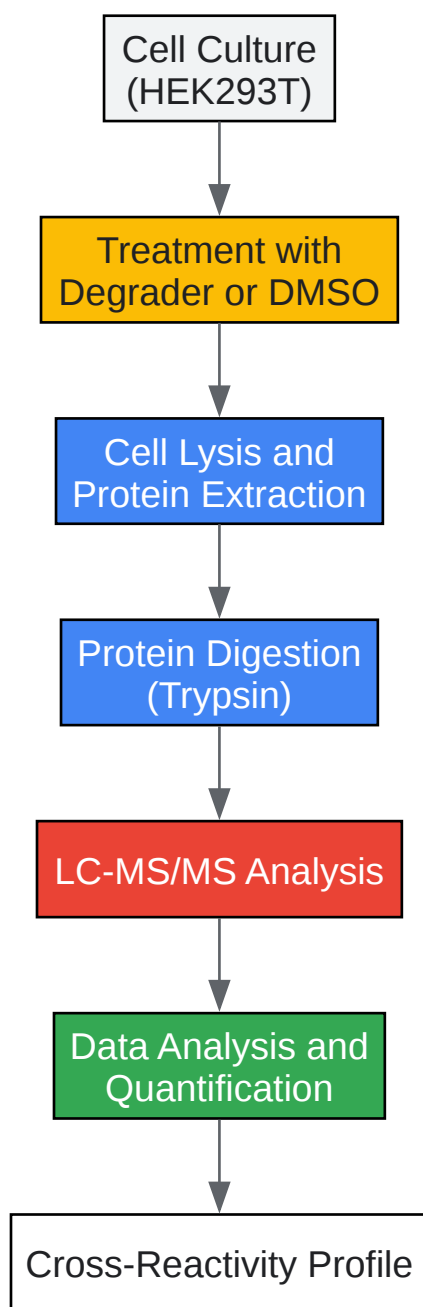 Cell Culture
(HEK293T)
Treatment with
Degrader or DMSO
Cell Lysis and
Protein Extraction
Protein Digestion
(Trypsin)
LC-MS/MS Analysis
Data Analysis and
Quantification
Cross-Reactivity Profile